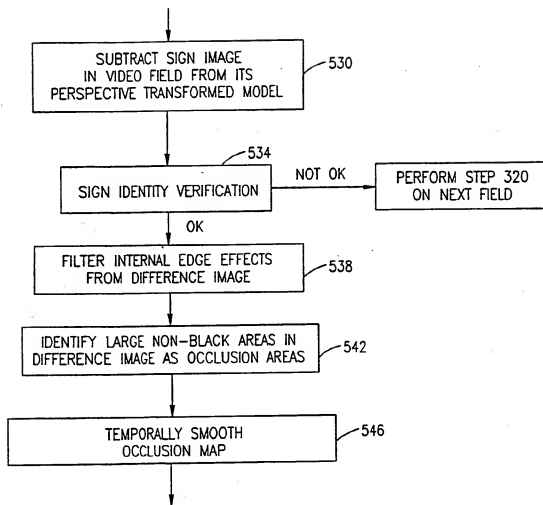 SUBTRACT SIGN IMAGE
IN VIDEO FIELD FROM ITS
PERSPECTIVE TRANSFORMED MODEL
530
534
SIGN IDENTITY VERIFICATION
NOT OK
PERFORM STEP 320
ON NEXT FIELD
OK
FILTER INTERNAL EDGE EFFECTS
FROM DIFFERENCE IMAGE
538
IDENTIFY LARGE NON-BLACK AREAS IN
DIFFERENCE IMAGE AS OCCLUSION AREAS
542
TEMPORALLY SMOOTH
OCCLUSION MAP
546